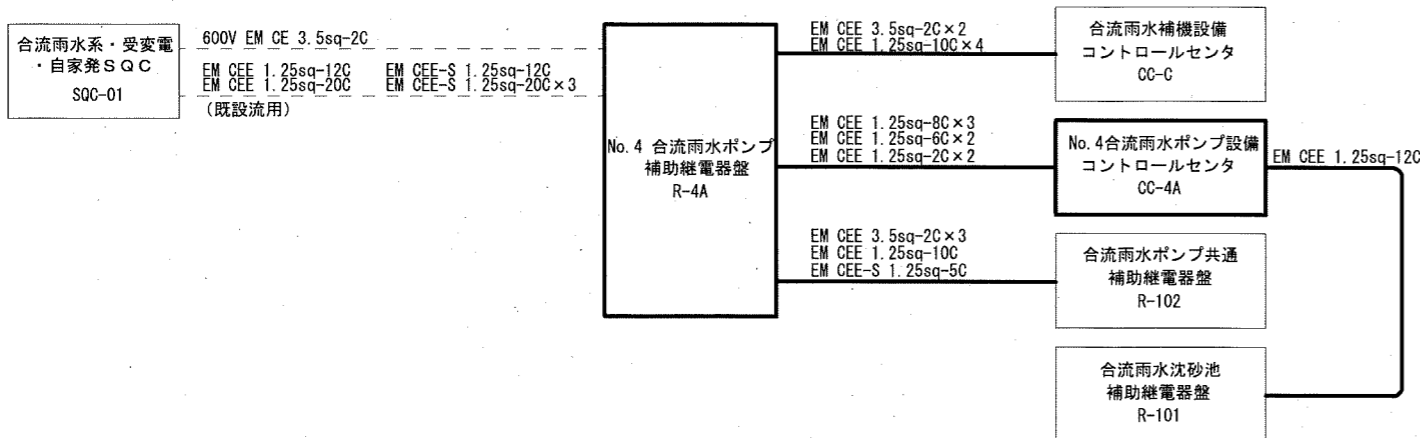 合流雨水系・受変電
・自家発SQC
SQC-01
600V EM CE 3.5sq-2C
EM CEE 1.25sq-12C EM CEE-S 1.25sq-12C
EM CEE 1.25sq-20C EM CEE-S 1.25sq-20C×3
(既設流用)
No.4 合流雨水ポンプ
補助継電器盤
R-4A
EM CEE 3.5sq-2C×2
EM CEE 1.25sq-10C×4
合流雨水補機設備
コントロールセンタ
CC-C
EM CEE 1.25sq-8C×3
EM CEE 1.25sq-6C×2
EM CEE 1.25sq-2C×2
No.4合流雨水ポンプ設備
コントロールセンタ
CC-4A
EM CEE 1.25sq-12C
EM CEE 3.5sq-2C×3
EM CEE 1.25sq-10C
EM CEE-S 1.25sq-5C
合流雨水ポンプ共通
補助継電器盤
R-102
合流雨水沈砂池
補助継電器盤
R-101